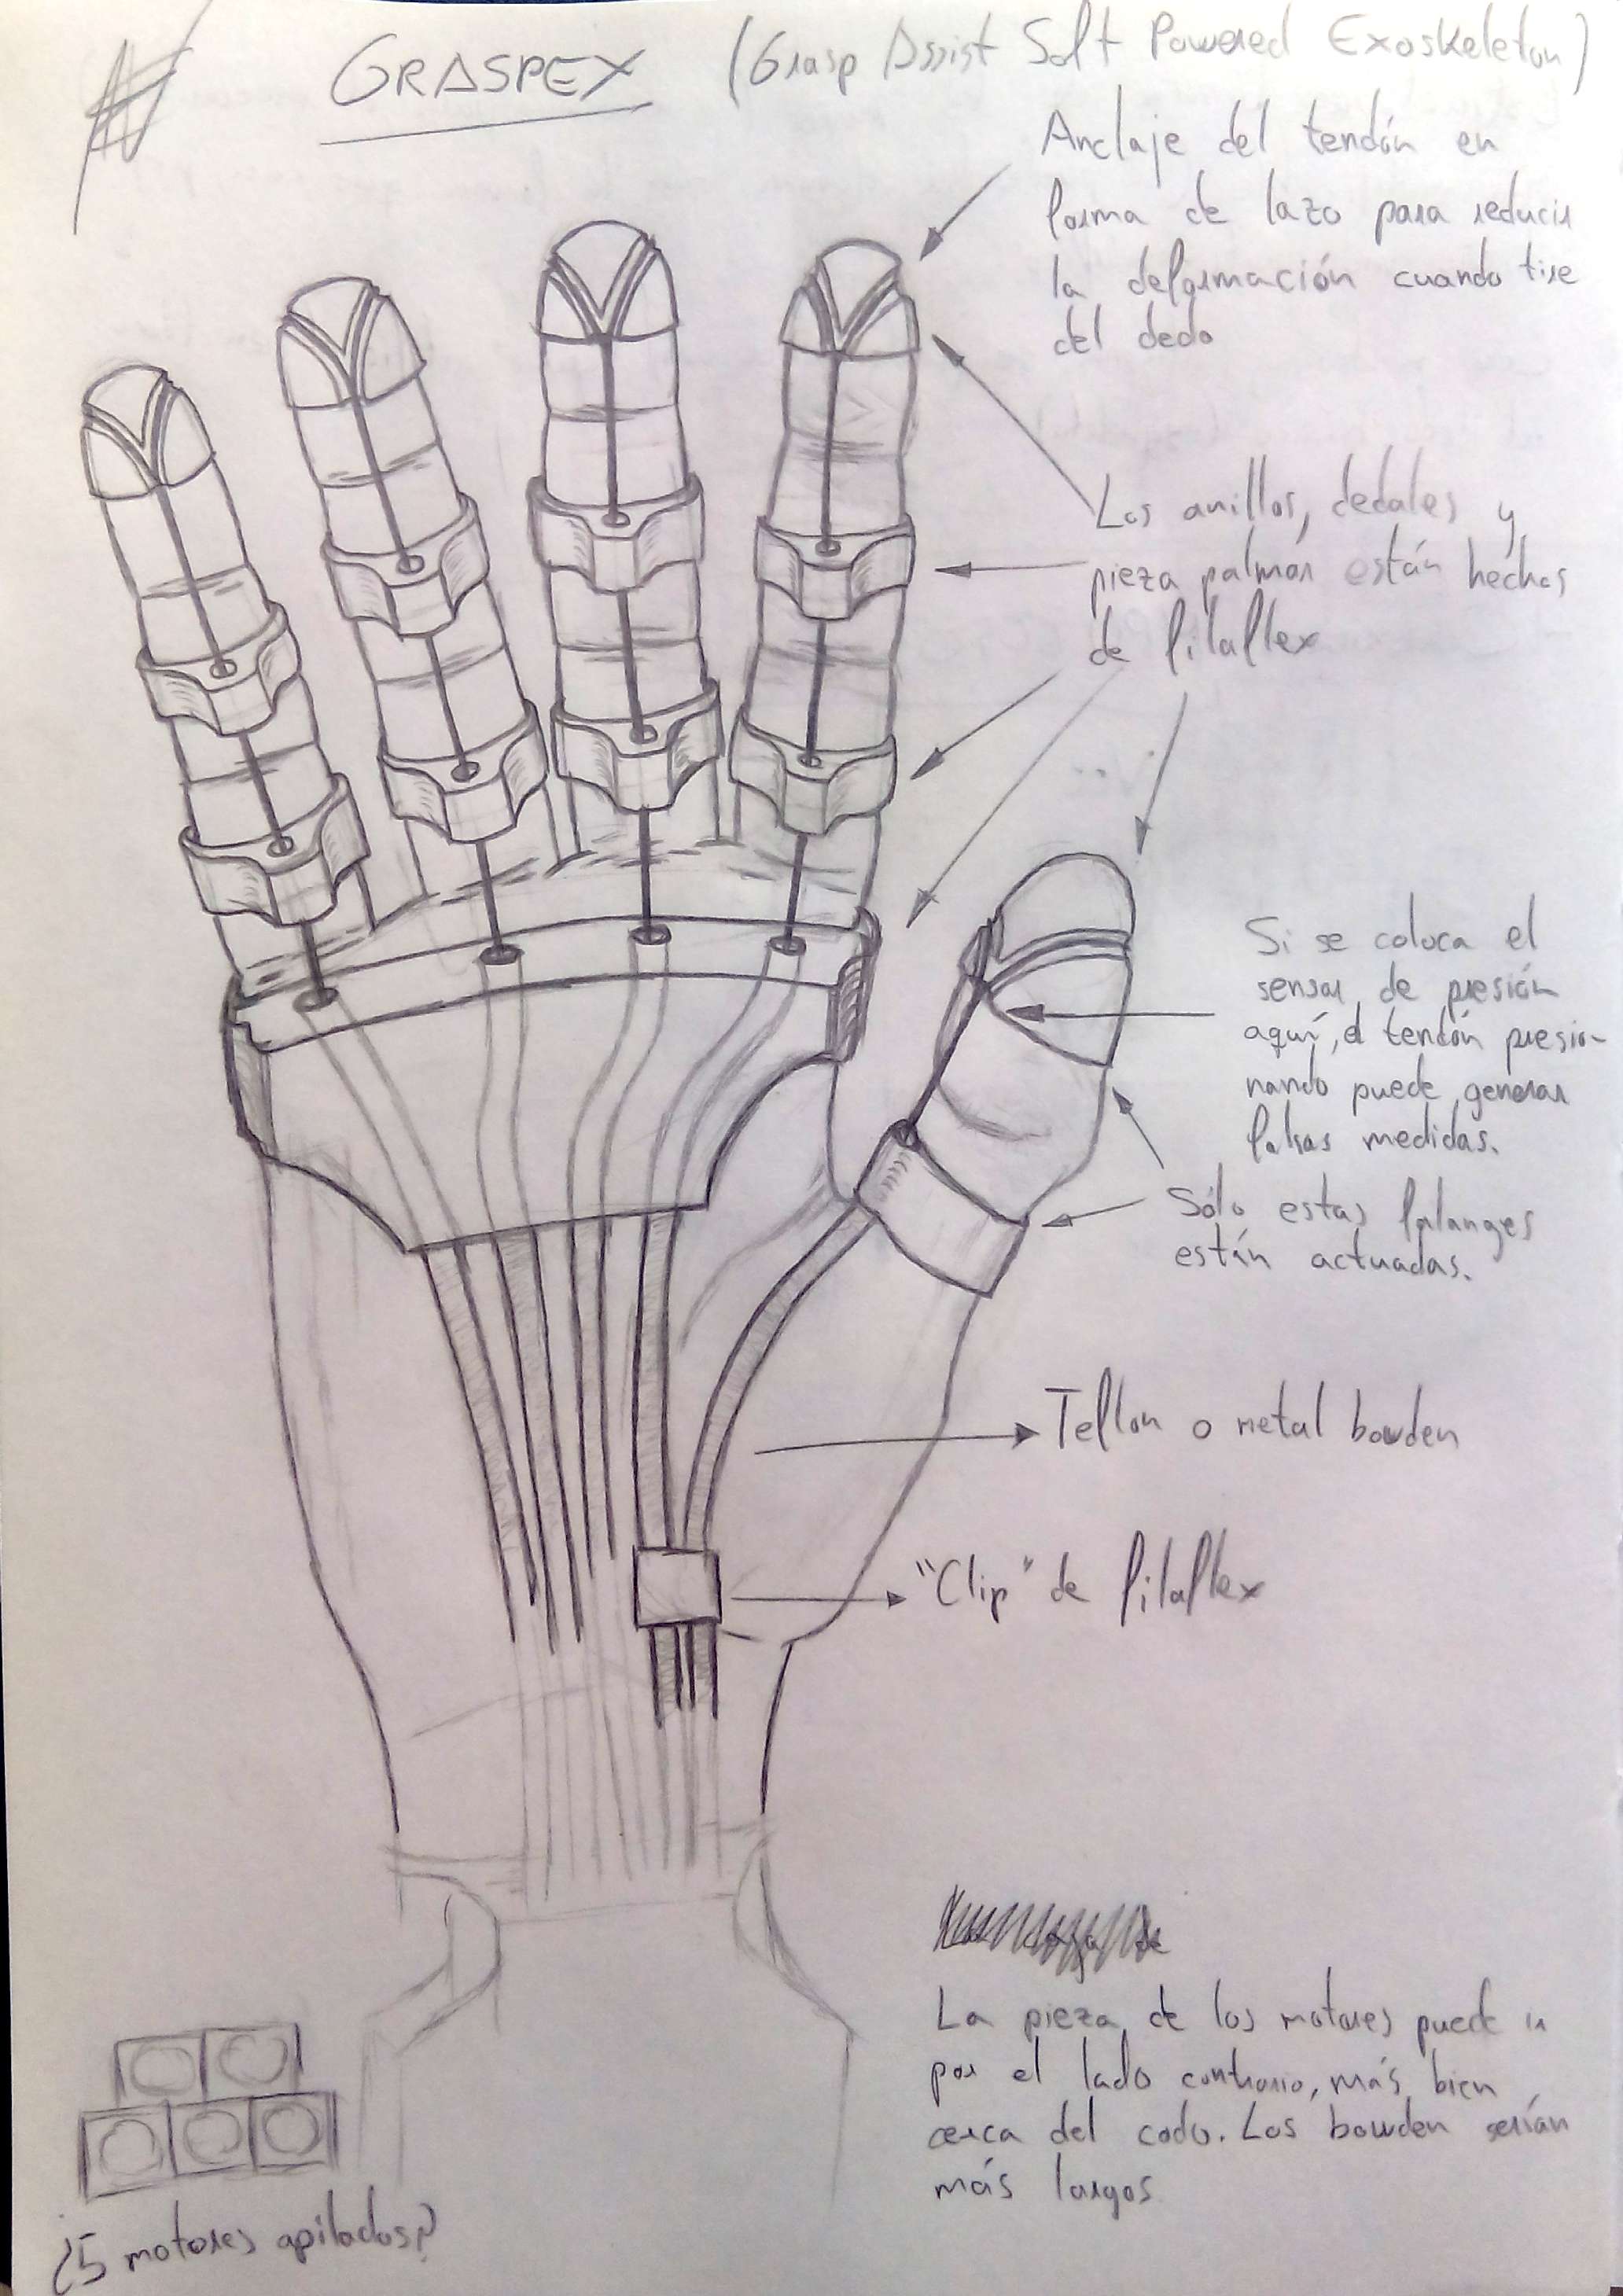 GRASPEX (Grasp Assist Soft Powered Exoskeleton)
Anclaje del tendón en
forma de lazo para reducir
la deformación cuando tire
del dedo
Los anillos, dedales y
pieza palmar están hechos
de filaflex
Si se coloca el
sensor de presión
aquí, el tendón presio-
nando puede generar
falsas medidas.
Sólo estas falanges
están actuadas.
Teflon o metal bowden
"Clip" de filaflex
La pieza de los motores puede ir
por el lado contrario, más bien
cerca del codo. Los bowden serían
más largos
¿5 motores apilados?